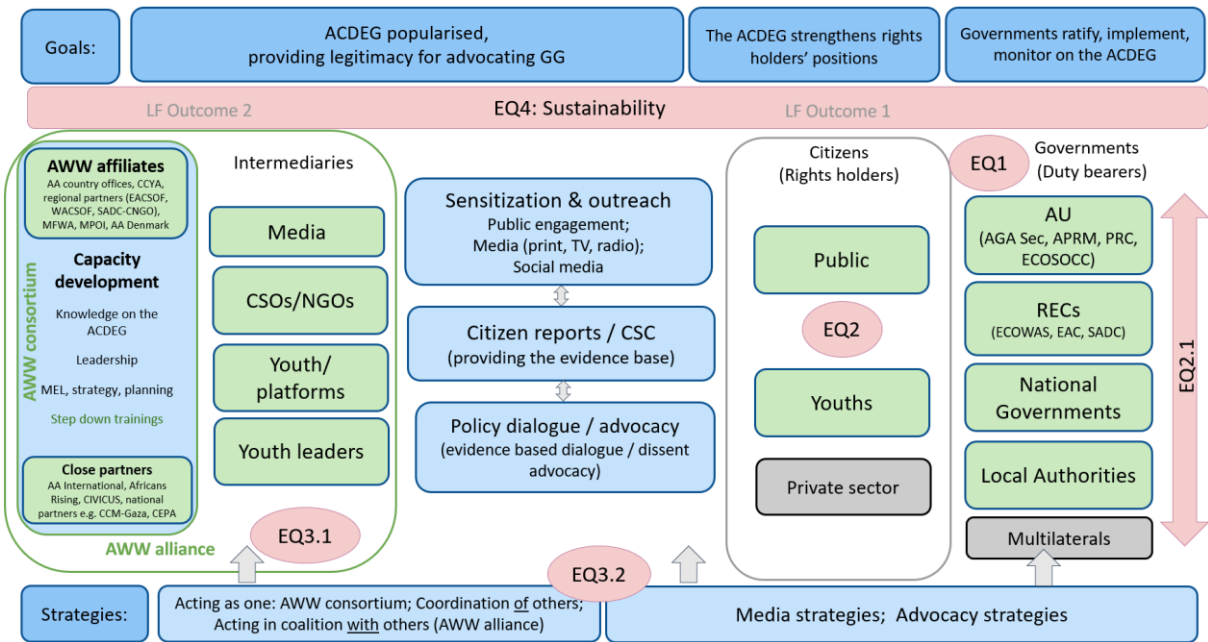 Goals:
ACDEG popularised,
providing legitimacy for advocating GG
The ACDEG strengthens rights
holders’ positions
Governments ratify, implement,
monitor on the ACDEG
LF Outcome 2
EQ4: Sustainability
LF Outcome 1
AWW affiliates
AA country offices, CCYA,
regional partners (EACSOF,
WACSOF, SADC-CNGO),
MFWA, MPOI, AA Denmark
AWW consortium
Capacity
development
Knowledge on the
ACDEG
Leadership
MEL, strategy, planning
Step down trainings
Close partners
AA International, Africans
Rising, CIVICUS, national
partners e.g. CCM-Gaza, CEPA
AWW alliance
Intermediaries
Media
CSOs/NGOs
Youth/
platforms
Youth leaders
EQ3.1
Sensitization & outreach
Public engagement;
Media (print, TV, radio);
Social media
Citizen reports / CSC
(providing the evidence base)
Policy dialogue / advocacy
(evidence based dialogue / dissent
advocacy)
EQ3.2
Citizens
(Rights holders)
Public
EQ2
Youths
Private sector
EQ1
Governments
(Duty bearers)
AU
(AGA Sec, APRM, PRC,
ECOSOCC)
RECs
(ECOWAS, EAC, SADC)
National
Governments
Local Authorities
Multilaterals
EQ2.1
Strategies:
Acting as one: AWW consortium; Coordination of others;
Acting in coalition with others (AWW alliance)
Media strategies; Advocacy strategies